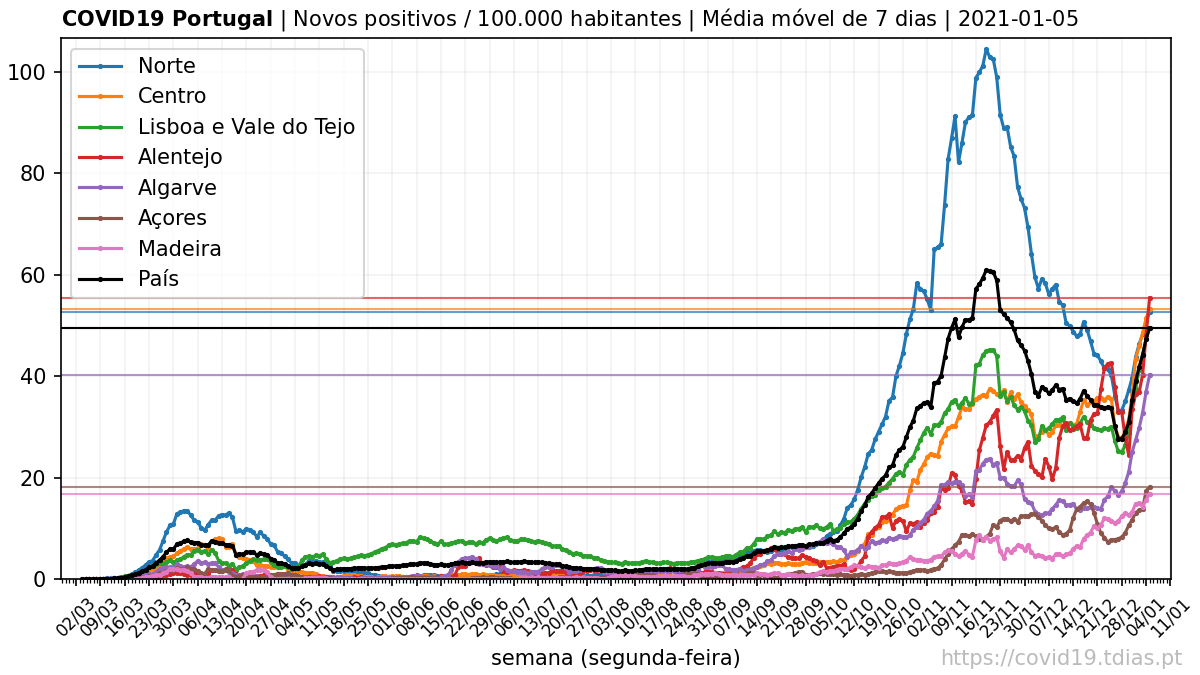 COVID19 Portugal | Novos positivos / 100.000 habitantes | Média móvel de 7 dias | 2021-01-05
100
80
60
40
20
0
Norte
Centro
Lisboa e Vale do Tejo
Alentejo
Algarve
Açores
Madeira
País
02/03 09/03 16/03 23/03 30/03 06/04 13/04 20/04 27/04 04/05 11/05 18/05 25/05 01/06 08/06 15/06 22/06 29/06 06/07 13/07 20/07 27/07 03/08 10/08 17/08 24/08 31/08 07/09 14/09 21/09 28/09 05/10 12/10 19/10 26/10 02/11 09/11 16/11 23/11 30/11 07/12 14/12 21/12 28/12 04/01 11/01
semana (segunda-feira)
https://covid19.tdias.pt